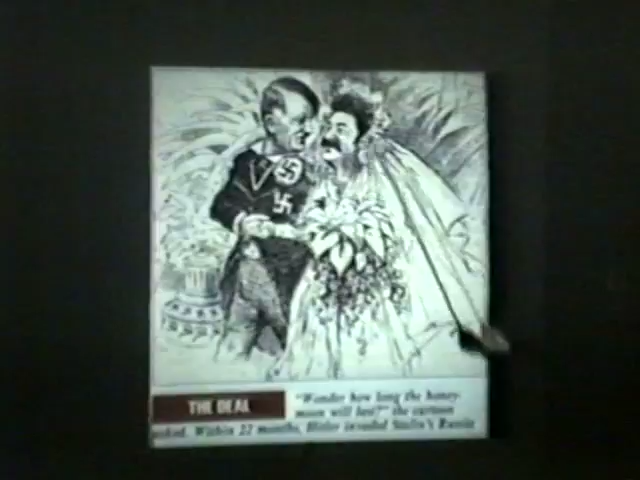 THE DEAL
"Wonder how long the honey-
moon will last?" the cartoon
asked. Within 22 months, Hitler invaded Stalin's Russia